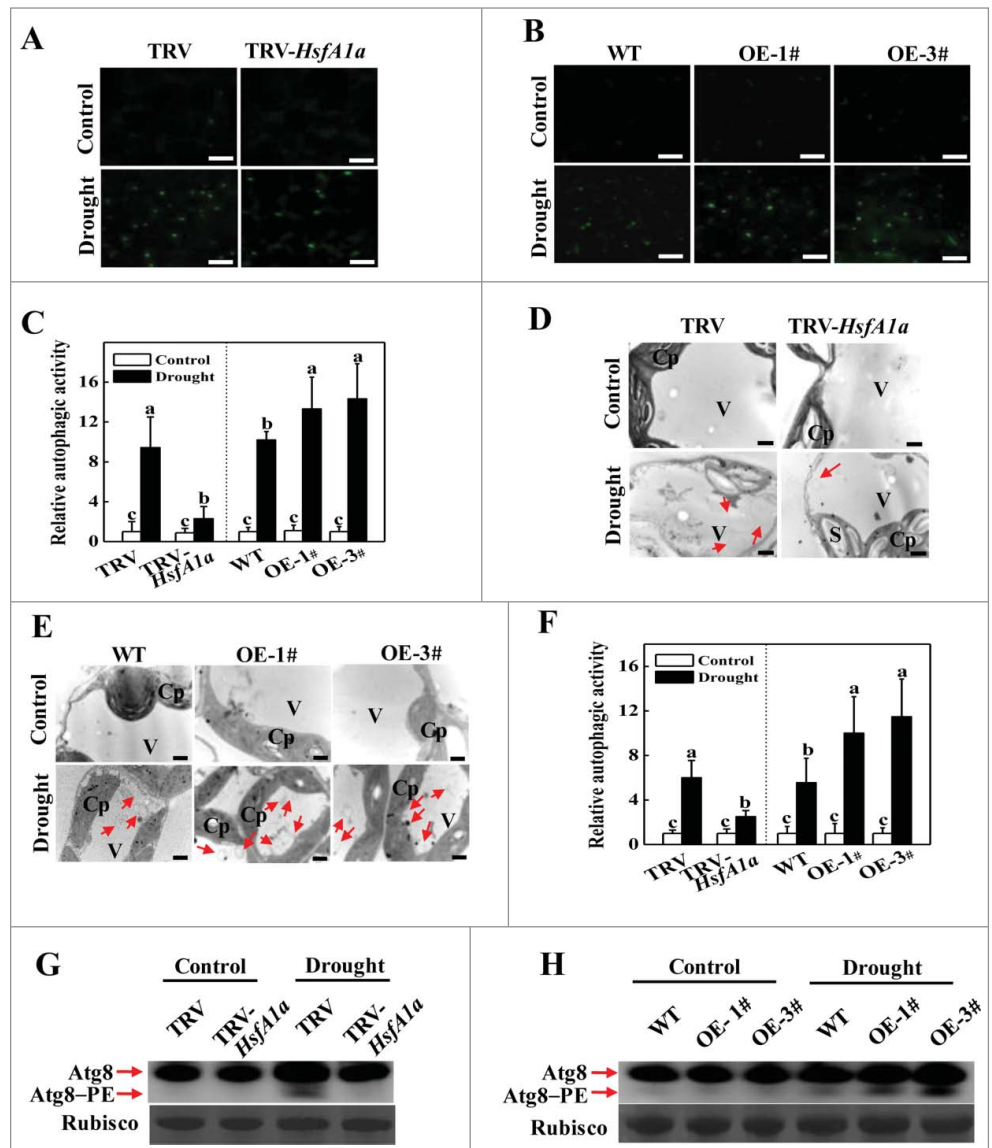 A
TRV TRV-HsfA1a
Control
Drought
B
WT OE-1# OE-3#
Control
Drought
C
Relative autophagic activity
16
12
8
4
0
Control
Drought
c a c b c b c a c a
TRV TRV-HsfA1a WT OE-1# OE-3#
D
TRV TRV-HsfA1a
Control
Cp V V Cp
Drought
V V S Cp
E
WT OE-1# OE-3#
Control
Cp V V Cp V Cp
Drought
Cp V Cp Cp Cp V
F
Relative autophagic activity
16
12
8
4
0
Control
Drought
c a c b c b c a c a
TRV TRV-HsfA1a WT OE-1# OE-3#
G
Control Drought
TRV TRV-HsfA1a TRV TRV-HsfA1a
Atg8
Atg8–PE
Rubisco
H
Control Drought
WT OE-1# OE-3# WT OE-1# OE-3#
Atg8
Atg8–PE
Rubisco